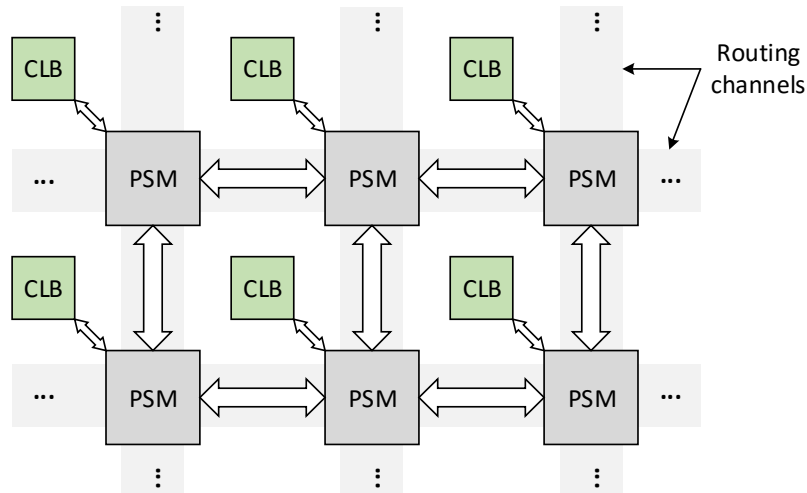 ⋮ ⋮ ⋮
CLB CLB CLB
Routing
channels
... PSM PSM PSM ...
CLB CLB CLB
... PSM PSM PSM ...
⋮ ⋮ ⋮